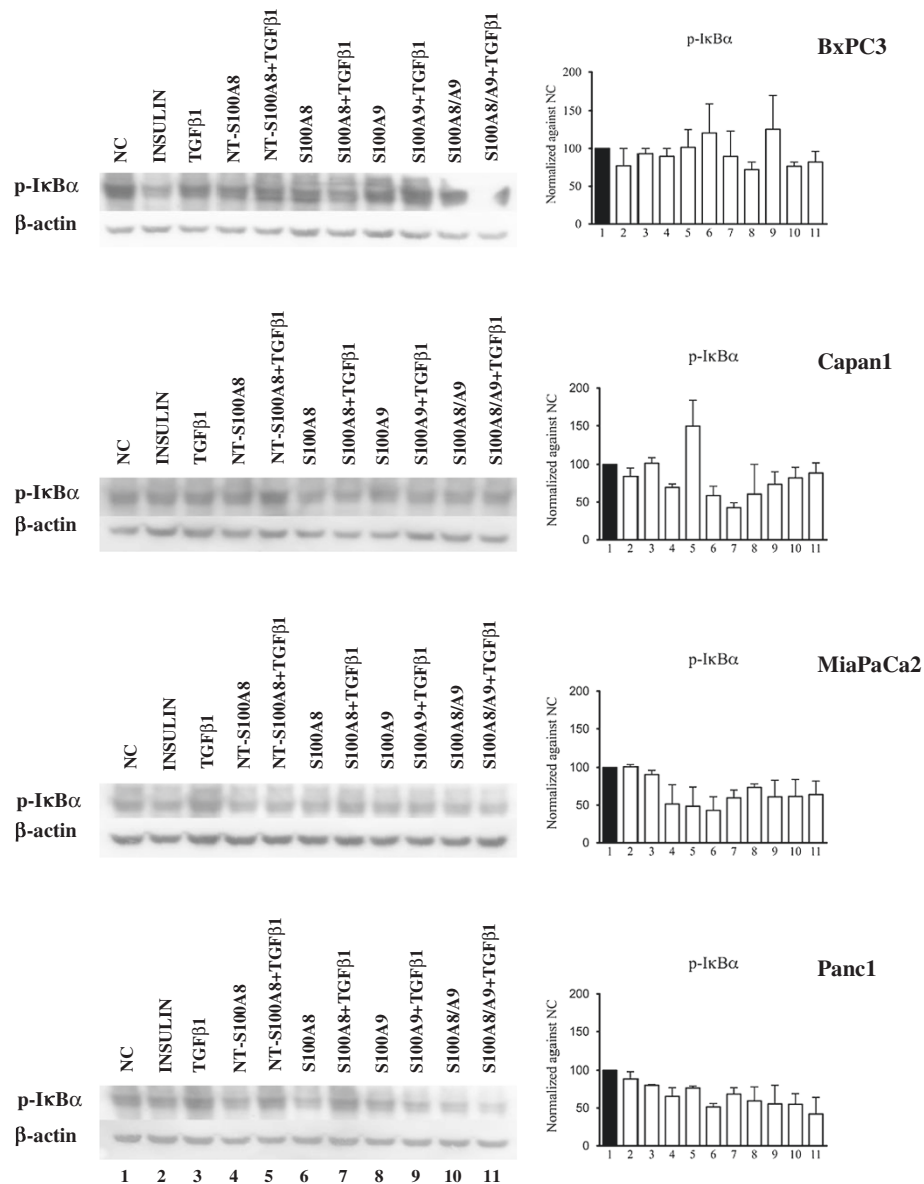 NC
INSULIN
TGFβ1
NT-S100A8
NT-S100A8+TGFβ1
S100A8
S100A8+TGFβ1
S100A9
S100A9+TGFβ1
S100A8/A9
S100A8/A9+TGFβ1
p-IκBα
β-actin
p-IκBα
BxPC3
Normalized against NC
200
150
100
50
0
1 2 3 4 5 6 7 8 9 10 11
NC
INSULIN
TGFβ1
NT-S100A8
NT-S100A8+TGFβ1
S100A8
S100A8+TGFβ1
S100A9
S100A9+TGFβ1
S100A8/A9
S100A8/A9+TGFβ1
p-IκBα
β-actin
p-IκBα
Capan1
Normalized against NC
200
150
100
50
0
1 2 3 4 5 6 7 8 9 10 11
NC
INSULIN
TGFβ1
NT-S100A8
NT-S100A8+TGFβ1
S100A8
S100A8+TGFβ1
S100A9
S100A9+TGFβ1
S100A8/A9
S100A8/A9+TGFβ1
p-IκBα
β-actin
p-IκBα
MiaPaCa2
Normalized against NC
200
150
100
50
0
1 2 3 4 5 6 7 8 9 10 11
NC
INSULIN
TGFβ1
NT-S100A8
NT-S100A8+TGFβ1
S100A8
S100A8+TGFβ1
S100A9
S100A9+TGFβ1
S100A8/A9
S100A8/A9+TGFβ1
p-IκBα
β-actin
1 2 3 4 5 6 7 8 9 10 11
p-IκBα
Panc1
Normalized against NC
200
150
100
50
0
1 2 3 4 5 6 7 8 9 10 11